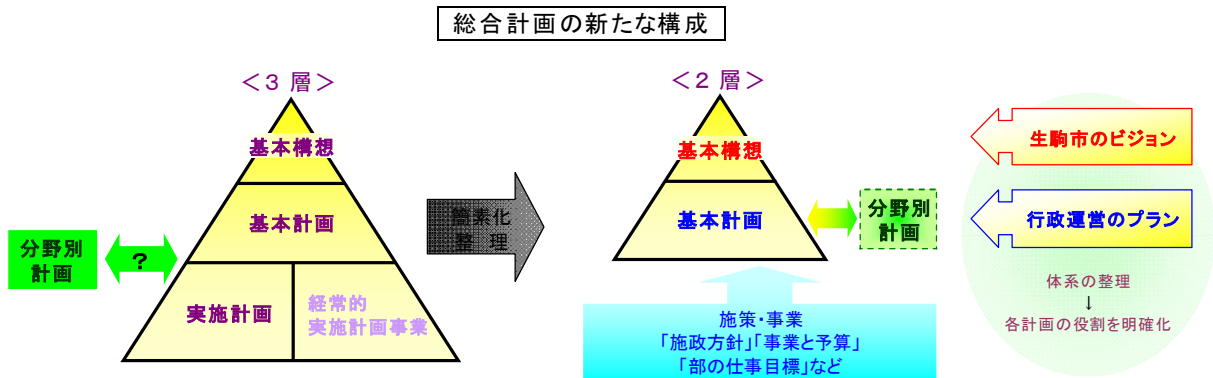 総合計画の新たな構成
＜３ 層＞
基本構想
基本計画
分野別
計画
？
実施計画
経常的
実施計画事業
簡素化
整 理
＜２ 層＞
基本構想
基本計画
分野別
計画
施策・事業
「施政方針」「事業と予算」
「部の仕事目標」など
生駒市のビジョン
行政運営のプラン
体系の整理
↓
各計画の役割を明確化